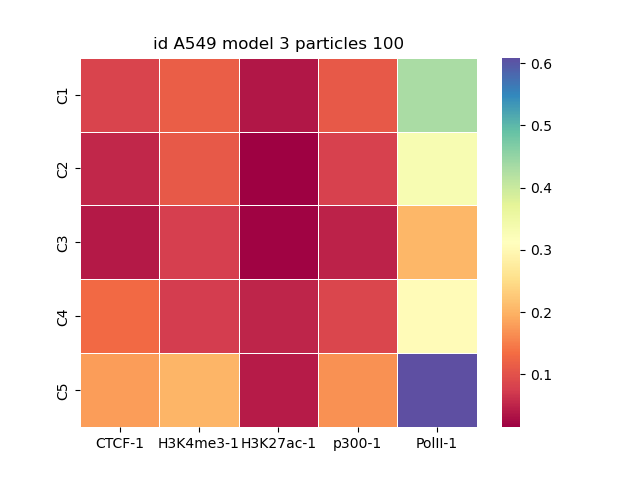 id A549 model 3 particles 100
C1
C2
C3
C4
C5
CTCF-1 H3K4me3-1 H3K27ac-1 p300-1 PolII-1
0.6
0.5
0.4
0.3
0.2
0.1